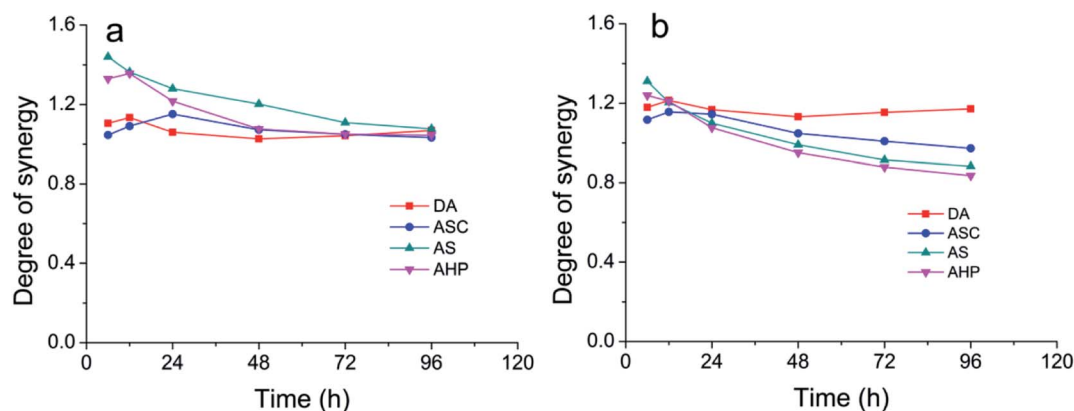 a
1.6
1.2
0.8
0.4
0.0
Degree of synergy
DA
ASC
AS
AHP
0 24 48 72 96 120
Time (h)
b
1.6
1.2
0.8
0.4
0.0
Degree of synergy
DA
ASC
AS
AHP
0 24 48 72 96 120
Time (h)